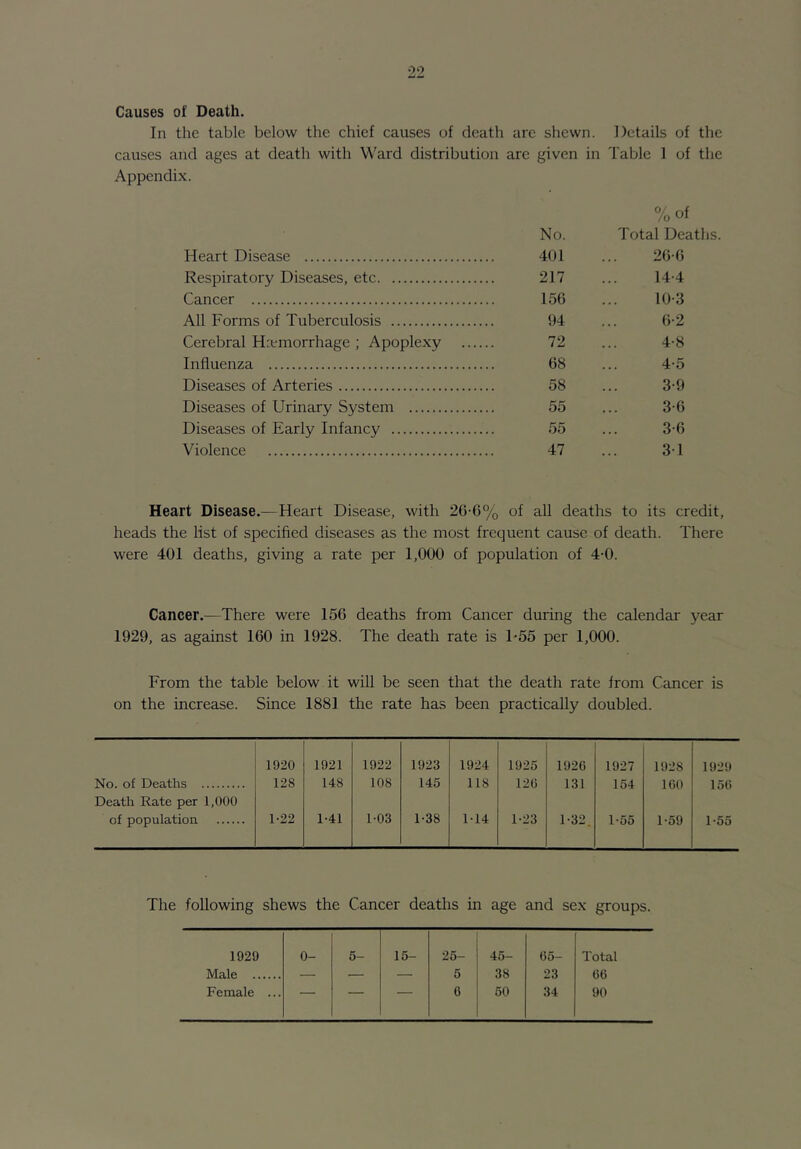 22
Causes of Death.
In the table below the chief causes of death are shewn. Details of the
causes and ages at death with Ward distribution are given in Table 1 of the
Appendix.
% of
No. Total Deaths.
Heart Disease .......... 401 ... 26·6
Respiratory Diseases, etc. .......... 217 ... 14·4
Cancer .......... 156 ... 10·3
All Forms of Tuberculosis .......... 94 ... 6·2
Cerebral Hæmorrhage ; Apoplexy ...... 72 ... 4·8
Influenza .......... 68 ... 4·5
Diseases of Arteries .......... 58 ... 3·9
Diseases of Urinary System .......... 55 ... 3·6
Diseases of Early Infancy .......... 55 ... 3·6
Violence .......... 47 ... 3·1
Heart Disease.—Heart Disease, with 26·6% of all deaths to its credit,
heads the list of specified diseases as the most frequent cause of death. There
were 401 deaths, giving a rate per 1,000 of population of 4·0.
Cancer.—There were 156 deaths from Cancer during the calendar year
1929, as against 160 in 1928. The death rate is 1·55 per 1,000.
From the table below it will be seen that the death rate from Cancer is
on the increase. Since 1881 the rate has been practically doubled.
1920 1921 1922 1923 1924 1925 1926 1927 1928 1929
No. of Deaths ......... 128 148 108 145 118 126 131 154 160 156
Death Rate per 1,000
of population ...... 1·22 1·41 1·03 1·38 1·14 1·23 1·32. 1·55 1·59 1·55
The following shews the Cancer deaths in age and sex groups.
1929 0– 5– 15– 25– 45– 65– Total
Male ...... — — — 5 38 23 66
Female ... — — — 6 50 34 90